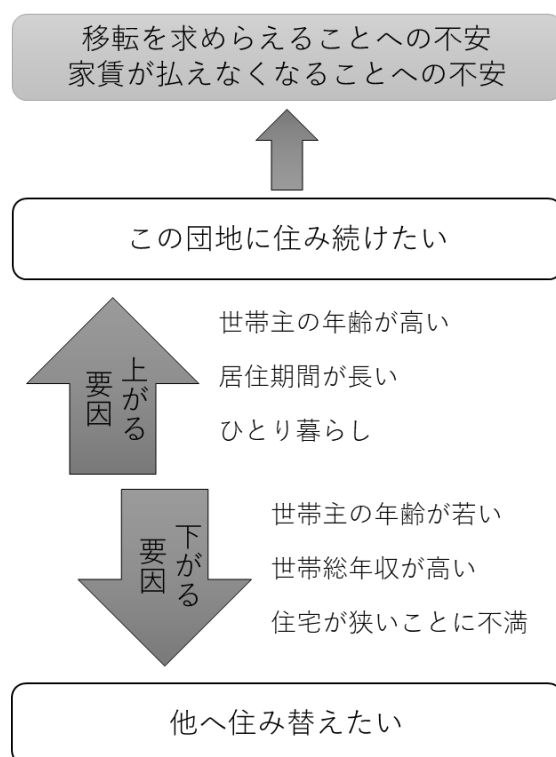 移転を求めらえることへの不安
家賃が払えなくなることへの不安
この団地に住み続けたい
上がる
要因
世帯主の年齢が高い
居住期間が長い
ひとり暮らし
下がる
要因
世帯主の年齢が若い
世帯総年収が高い
住宅が狭いことに不満
他へ住み替えたい